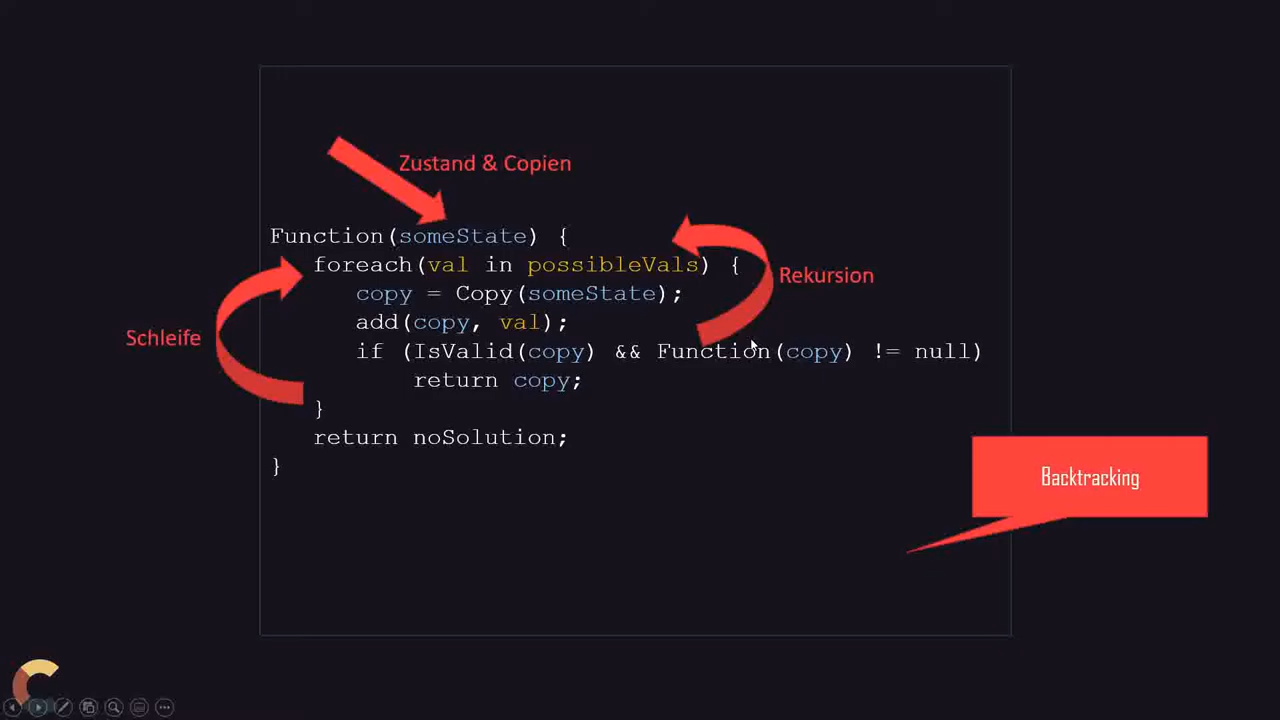 Zustand & Copien
Function(someState) {
foreach(val in possibleVals) {
copy = Copy(someState);
add(copy, val);
if (IsValid(copy) && Function(copy) != null)
return copy;
}
return noSolution;
}
Rekursion
Schleife
Backtracking